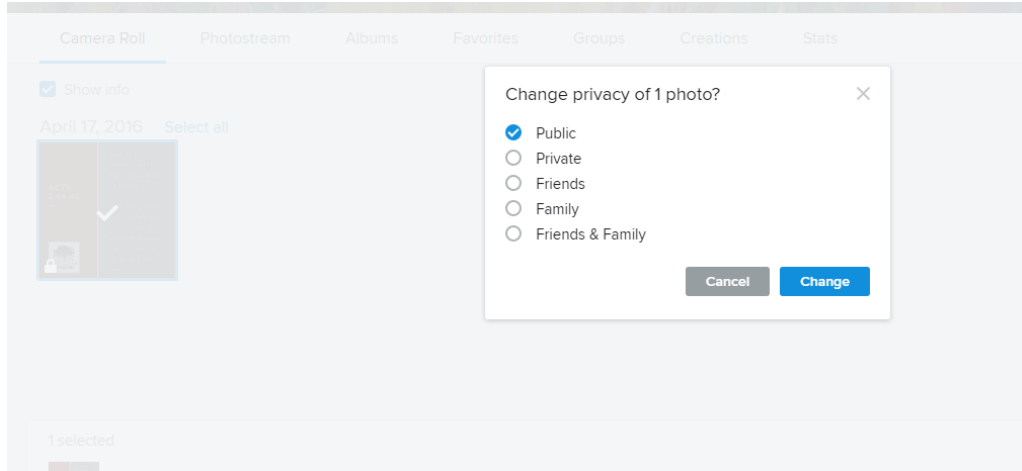 Camera Roll Photostream Albums Favorites Groups Creations Stats
Show info
April 17, 2016 Select all
Change privacy of 1 photo?
Public
Private
Friends
Family
Friends & Family
Cancel Change
1 selected